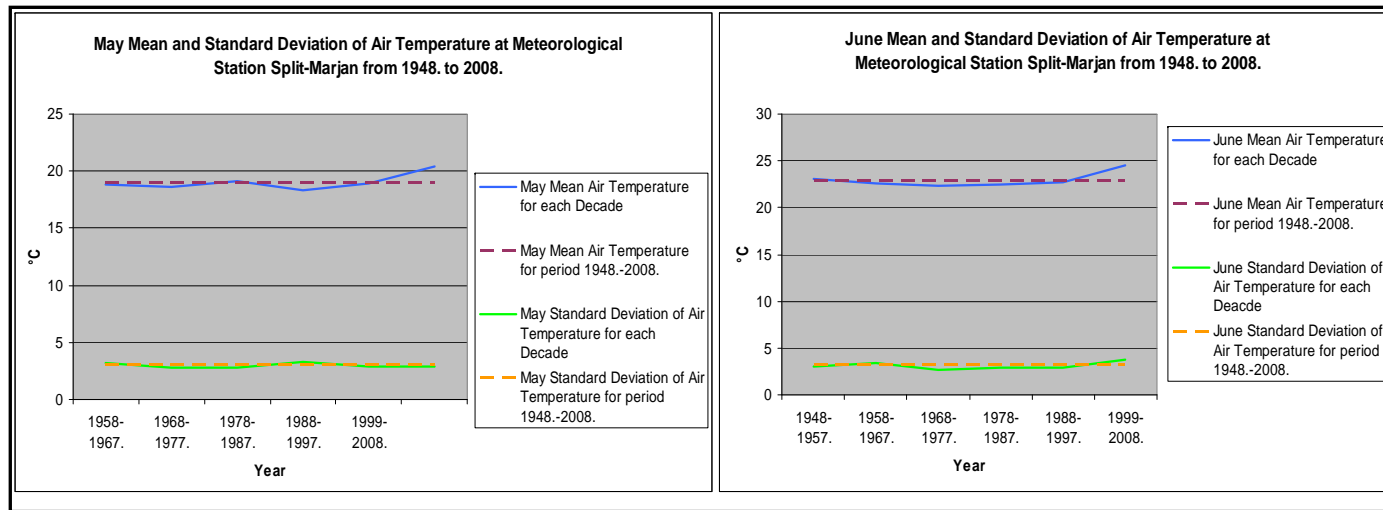 May Mean and Standard Deviation of Air Temperature at Meteorological
Station Split-Marjan from 1948. to 2008.
25
20
15
10
5
0
°C
1958-
1967.
1968-
1977.
1978-
1987.
1988-
1997.
1999-
2008.
Year
May Mean Air Temperature
for each Decade
May Mean Air Temperature
for period 1948.-2008.
May Standard Deviation of Air
Temperature for each
Decade
May Standard Deviation of Air
Temperature for period
1948.-2008.
June Mean and Standard Deviation of Air Temperature at
Meteorological Station Split-Marjan from 1948. to 2008.
30
25
20
15
10
5
0
°C
1948-
1957.
1958-
1967.
1968-
1977.
1978-
1987.
1988-
1997.
1999-
2008.
Year
June Mean Air Temperature
for each Decade
June Mean Air Temperature
for period 1948.-2008.
June Standard Deviation of
Air Temperature for each
Deacde
June Standard Deviation of
Air Temperature for period
1948.-2008.